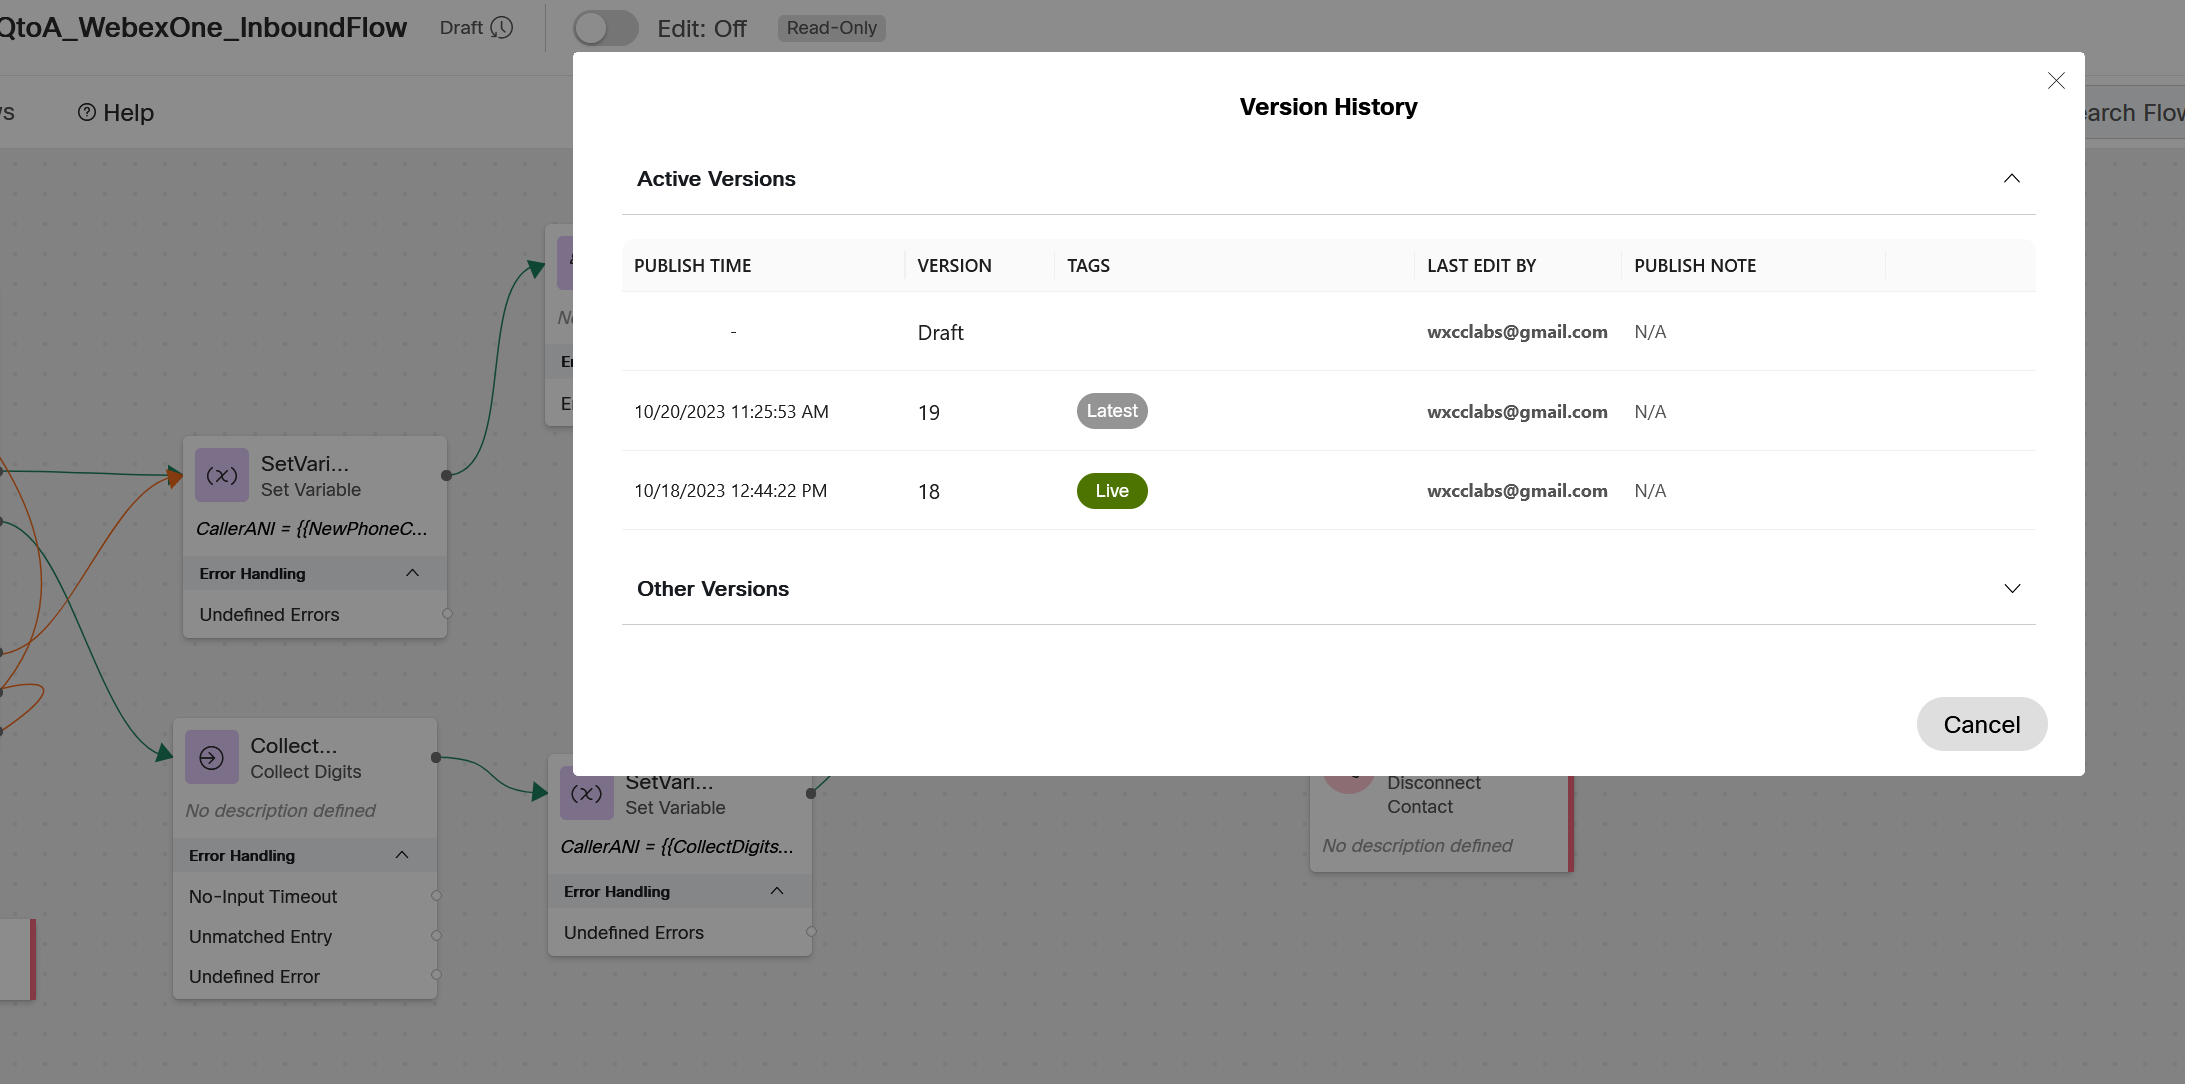 QtoA_WebexOne_InboundFlow Draft Edit: Off Read-Only
Help
Version History
Active Versions
PUBLISH TIME VERSION TAGS LAST EDIT BY PUBLISH NOTE
- Draft wxcclabs@gmail.com N/A
10/20/2023 11:25:53 AM 19 Latest wxcclabs@gmail.com N/A
10/18/2023 12:44:22 PM 18 Live wxcclabs@gmail.com N/A
Other Versions
Cancel
SetVari...
Set Variable
CallerANI = {{NewPhoneC...
Error Handling
Undefined Errors
Collect...
Collect Digits
No description defined
Error Handling
No-Input Timeout
Unmatched Entry
Undefined Error
SetVari...
Set Variable
CallerANI = {{CollectDigits...
Error Handling
Undefined Errors
Disconnect
Contact
No description defined